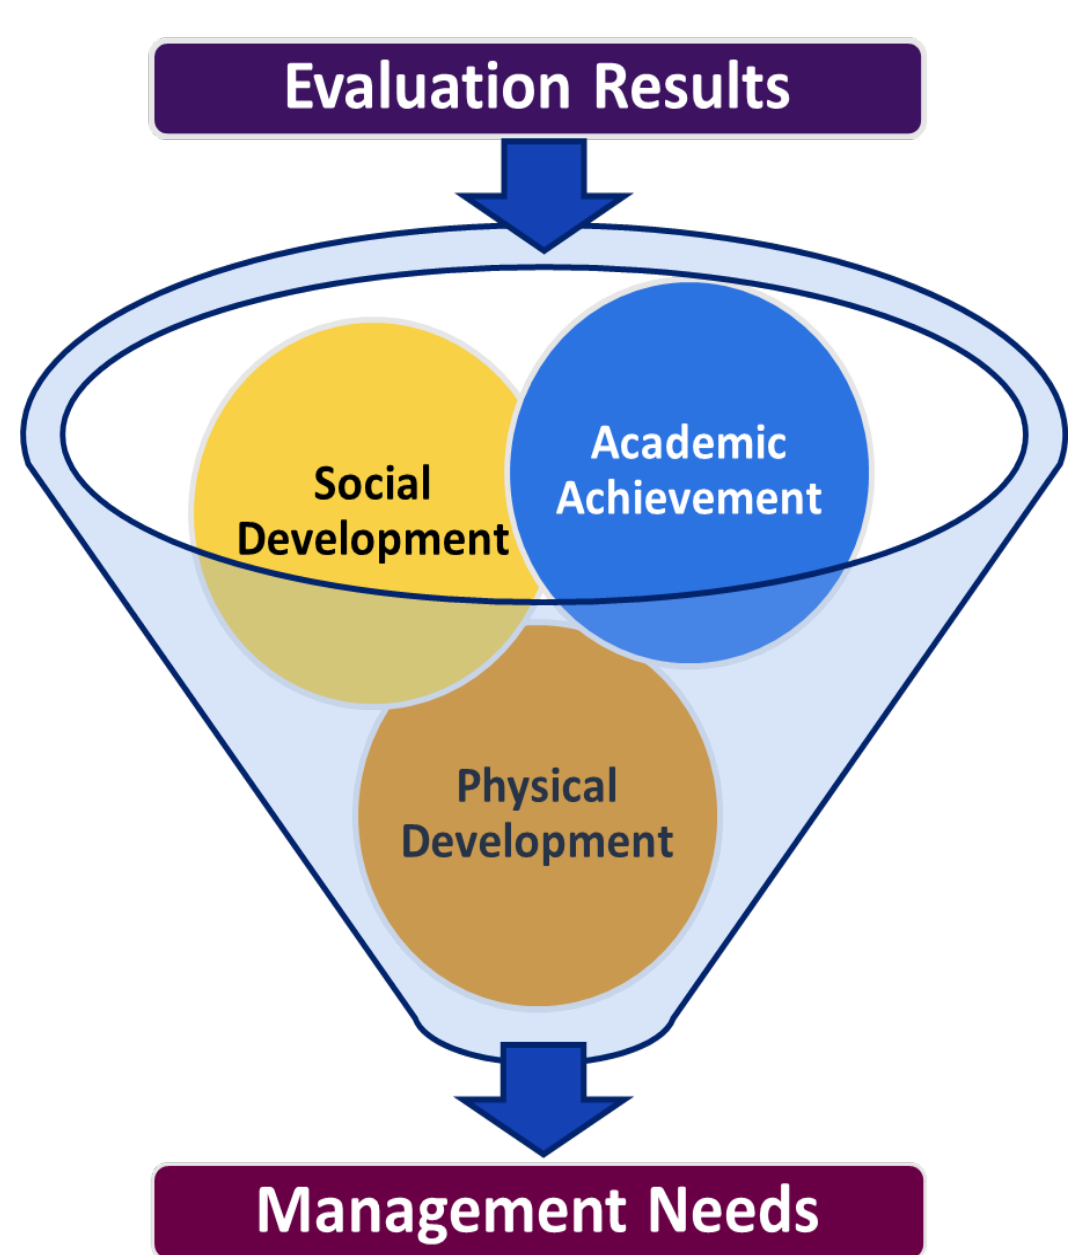 Evaluation Results
Academic
Achievement
Social
Development
Physical
Development
Management Needs